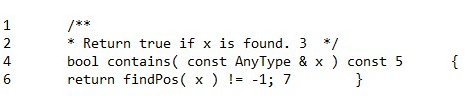 1 /**
2 * Return true if x is found. 3 */
4 bool contains( const AnyType & x ) const 5 {
6 return findPos( x ) != -1; 7 }